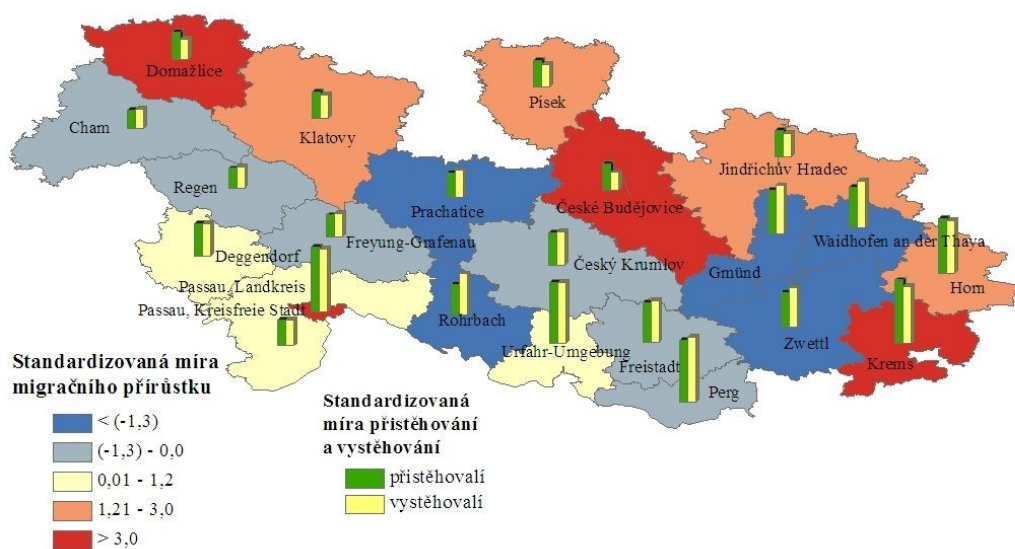 Domažlice
Písek
Cham
Klatovy
Jindřichův Hradec
Regen
Prachatice
České Budějovice
Waidhofen an der Thaya
Freyung-Grafenau
Deggendorf
Český Krumlov
Gmünd
Horn
Passau, Landkreis
Passau, Kreisfreie Stadt
Rohrbach
Zwettl
Urfahr-Umgebung
Freistadt
Krems
Perg
Standardizovaná míra
migračního přírůstku
< (-1,3)
(-1,3) - 0,0
0,01 - 1,2
1,21 - 3,0
> 3,0
Standardizovaná
míra přistěhování
a vystěhování
přistěhovalí
vystěhovalí